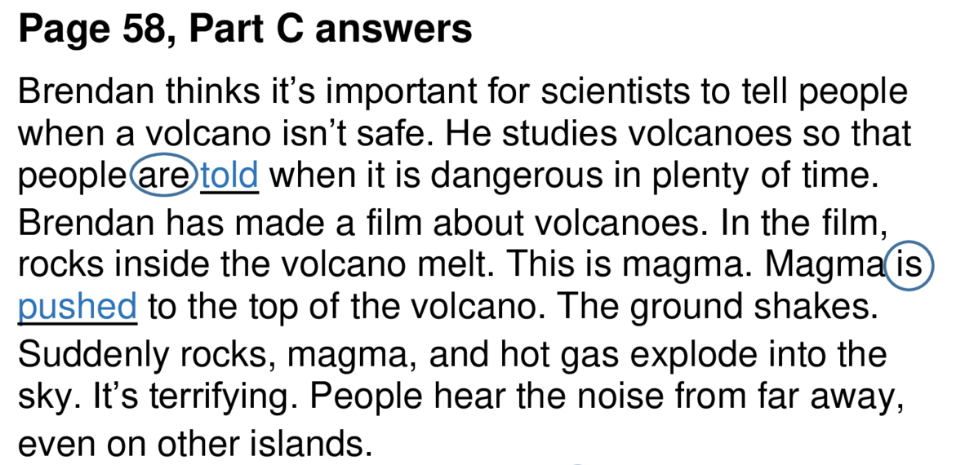 Page 58, Part C answers
Brendan thinks it’s important for scientists to tell people
when a volcano isn’t safe. He studies volcanoes so that
people are told when it is dangerous in plenty of time.
Brendan has made a film about volcanoes. In the film,
rocks inside the volcano melt. This is magma. Magma is
pushed to the top of the volcano. The ground shakes.
Suddenly rocks, magma, and hot gas explode into the
sky. It’s terrifying. People hear the noise from far away,
even on other islands.